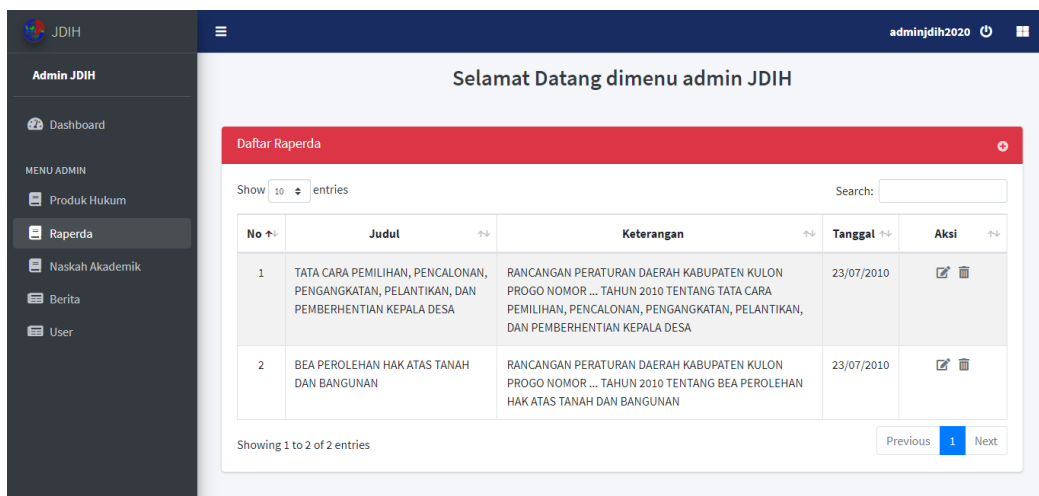 JDIH
adminjdih2020
Admin JDIH
Selamat Datang dimenu admin JDIH
Dashboard
MENU ADMIN
Produk Hukum
Raperda
Naskah Akademik
Berita
User
Daftar Raperda
Show 10 entries
Search:
No Judul Keterangan Tanggal Aksi
1 TATA CARA PEMILIHAN, PENCALONAN, RANCANGAN PERATURAN DAERAH KABUPATEN KULON 23/07/2010
PENGANGKATAN, PELANTIKAN, DAN PROGO NOMOR ... TAHUN 2010 TENTANG TATA CARA
PEMBERHENTIAN KEPALA DESA PEMILIHAN, PENCALONAN, PENGANGKATAN, PELANTIKAN,
DAN PEMBERHENTIAN KEPALA DESA
2 BEA PEROLEHAN HAK ATAS TANAH RANCANGAN PERATURAN DAERAH KABUPATEN KULON 23/07/2010
DAN BANGUNAN PROGO NOMOR ... TAHUN 2010 TENTANG BEA PEROLEHAN
HAK ATAS TANAH DAN BANGUNAN
Showing 1 to 2 of 2 entries
Previous 1 Next